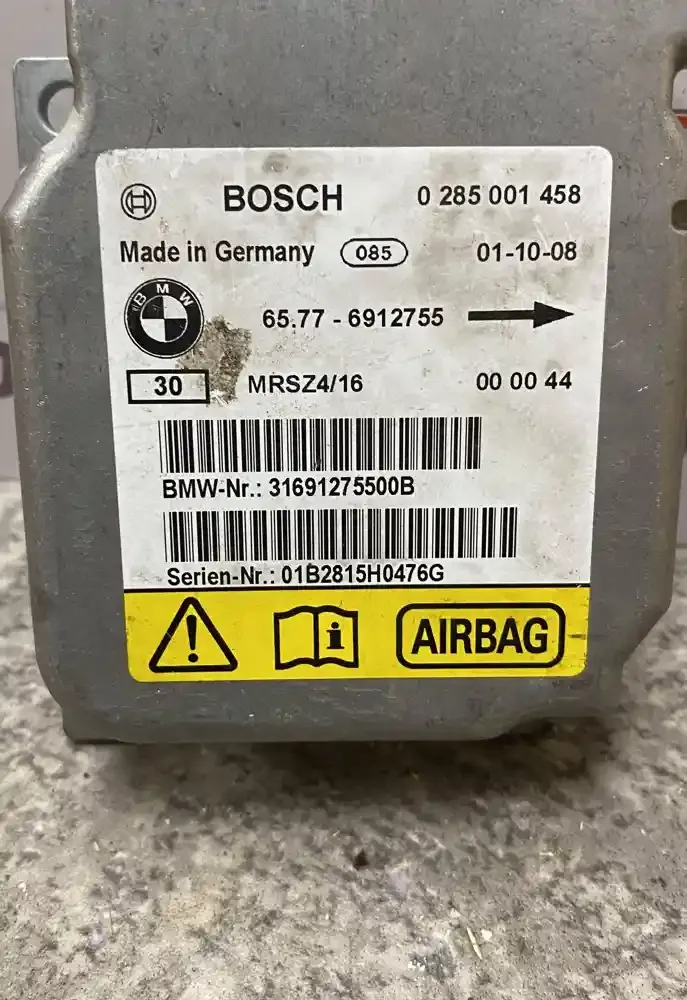 BOSCH 0 285 001 458
Made in Germany 085 01-10-08
BMW 65.77 - 6912755
30 MRSZ4/16 00 00 44
BMW-Nr.: 31691275500B
Serien-Nr.: 01B2815H0476G
AIRBAG